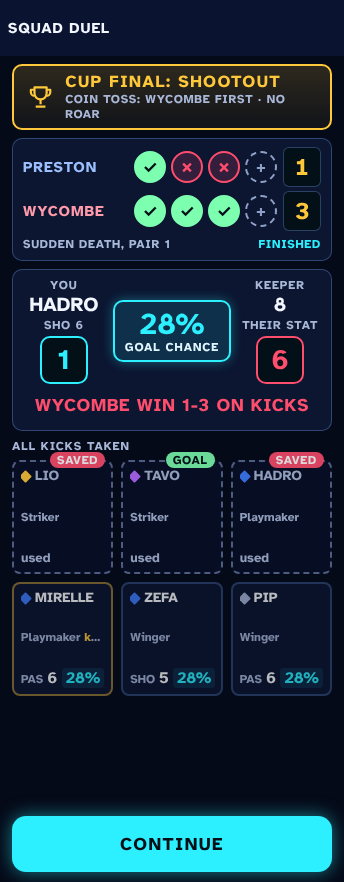 SQUAD DUEL
CUP FINAL: SHOOTOUT
COIN TOSS: WYCOMBE FIRST · NO
ROAR
PRESTON 1
WYCOMBE 3
SUDDEN DEATH, PAIR 1 FINISHED
YOU
HADRO
SHO 6
1
28%
GOAL CHANCE
KEEPER
8
THEIR STAT
6
WYCOMBE WIN 1-3 ON KICKS
ALL KICKS TAKEN
SAVED
LIO
Striker
used
GOAL
TAVO
Striker
used
SAVED
HADRO
Playmaker
used
MIRELLE
Playmaker k...
PAS 6 28%
ZEFA
Winger
SHO 5 28%
PIP
Winger
PAS 6 28%
CONTINUE